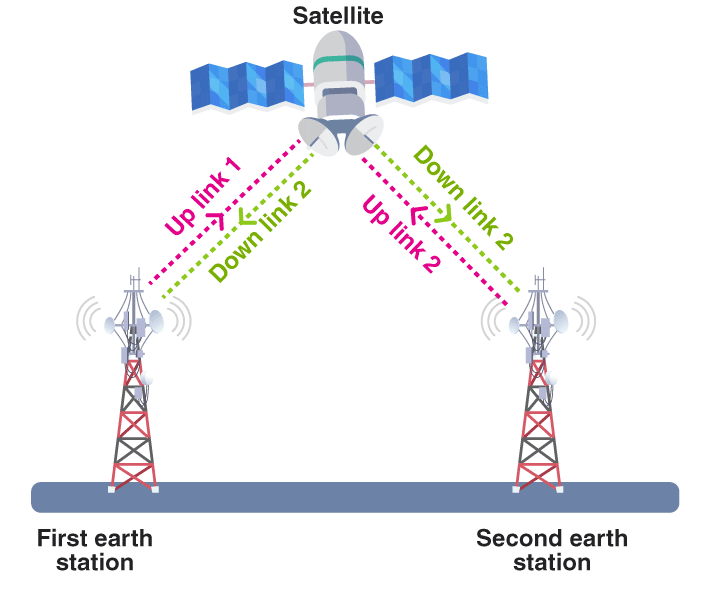 Satellite
Up link 1
Down link 2
Down link 2
Up link 2
First earth
station
Second earth
station